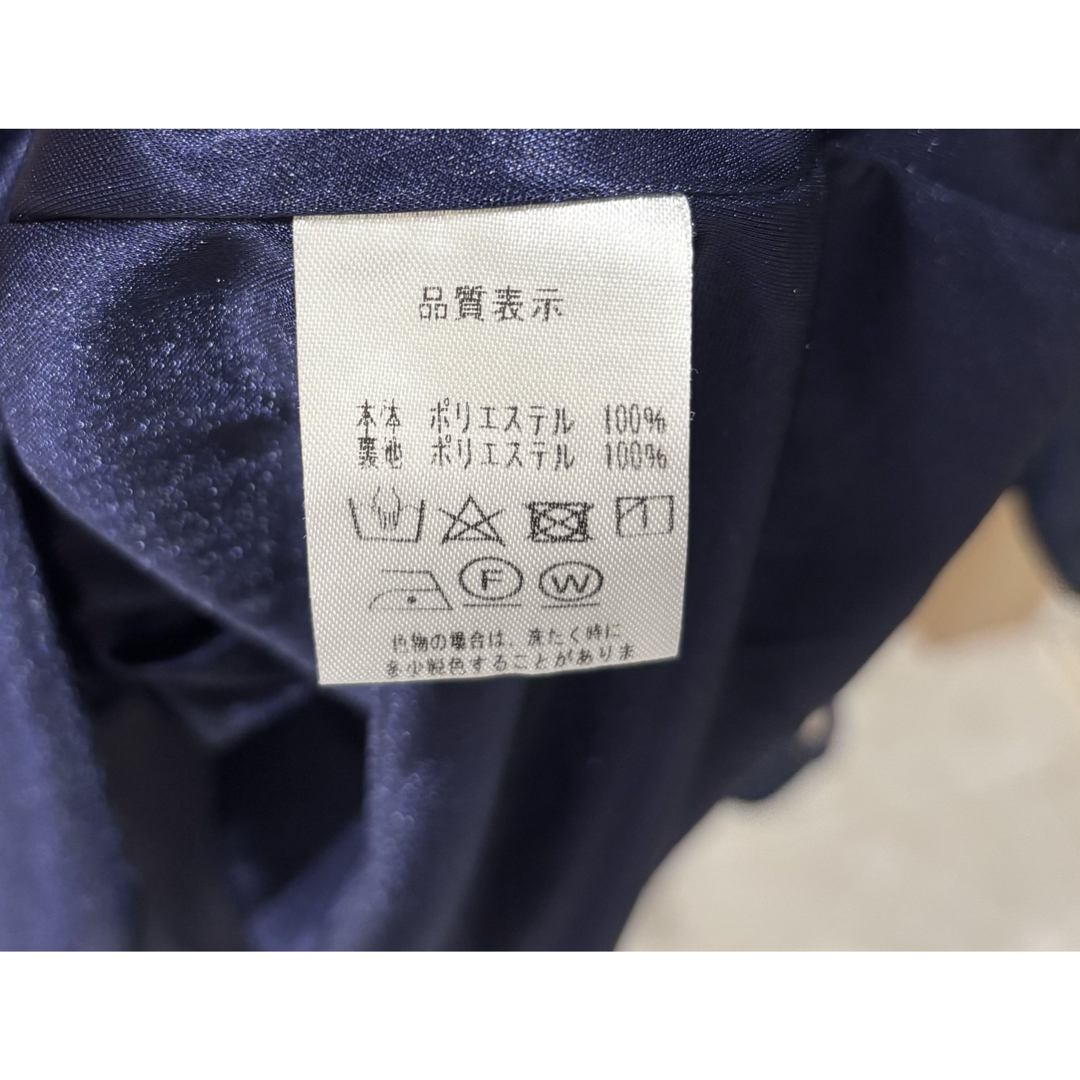 品質表示
本体 ポリエステル 100%
裏地 ポリエステル 100%
F W
色物の場合は、洗たく時に
多少脱色することがありま